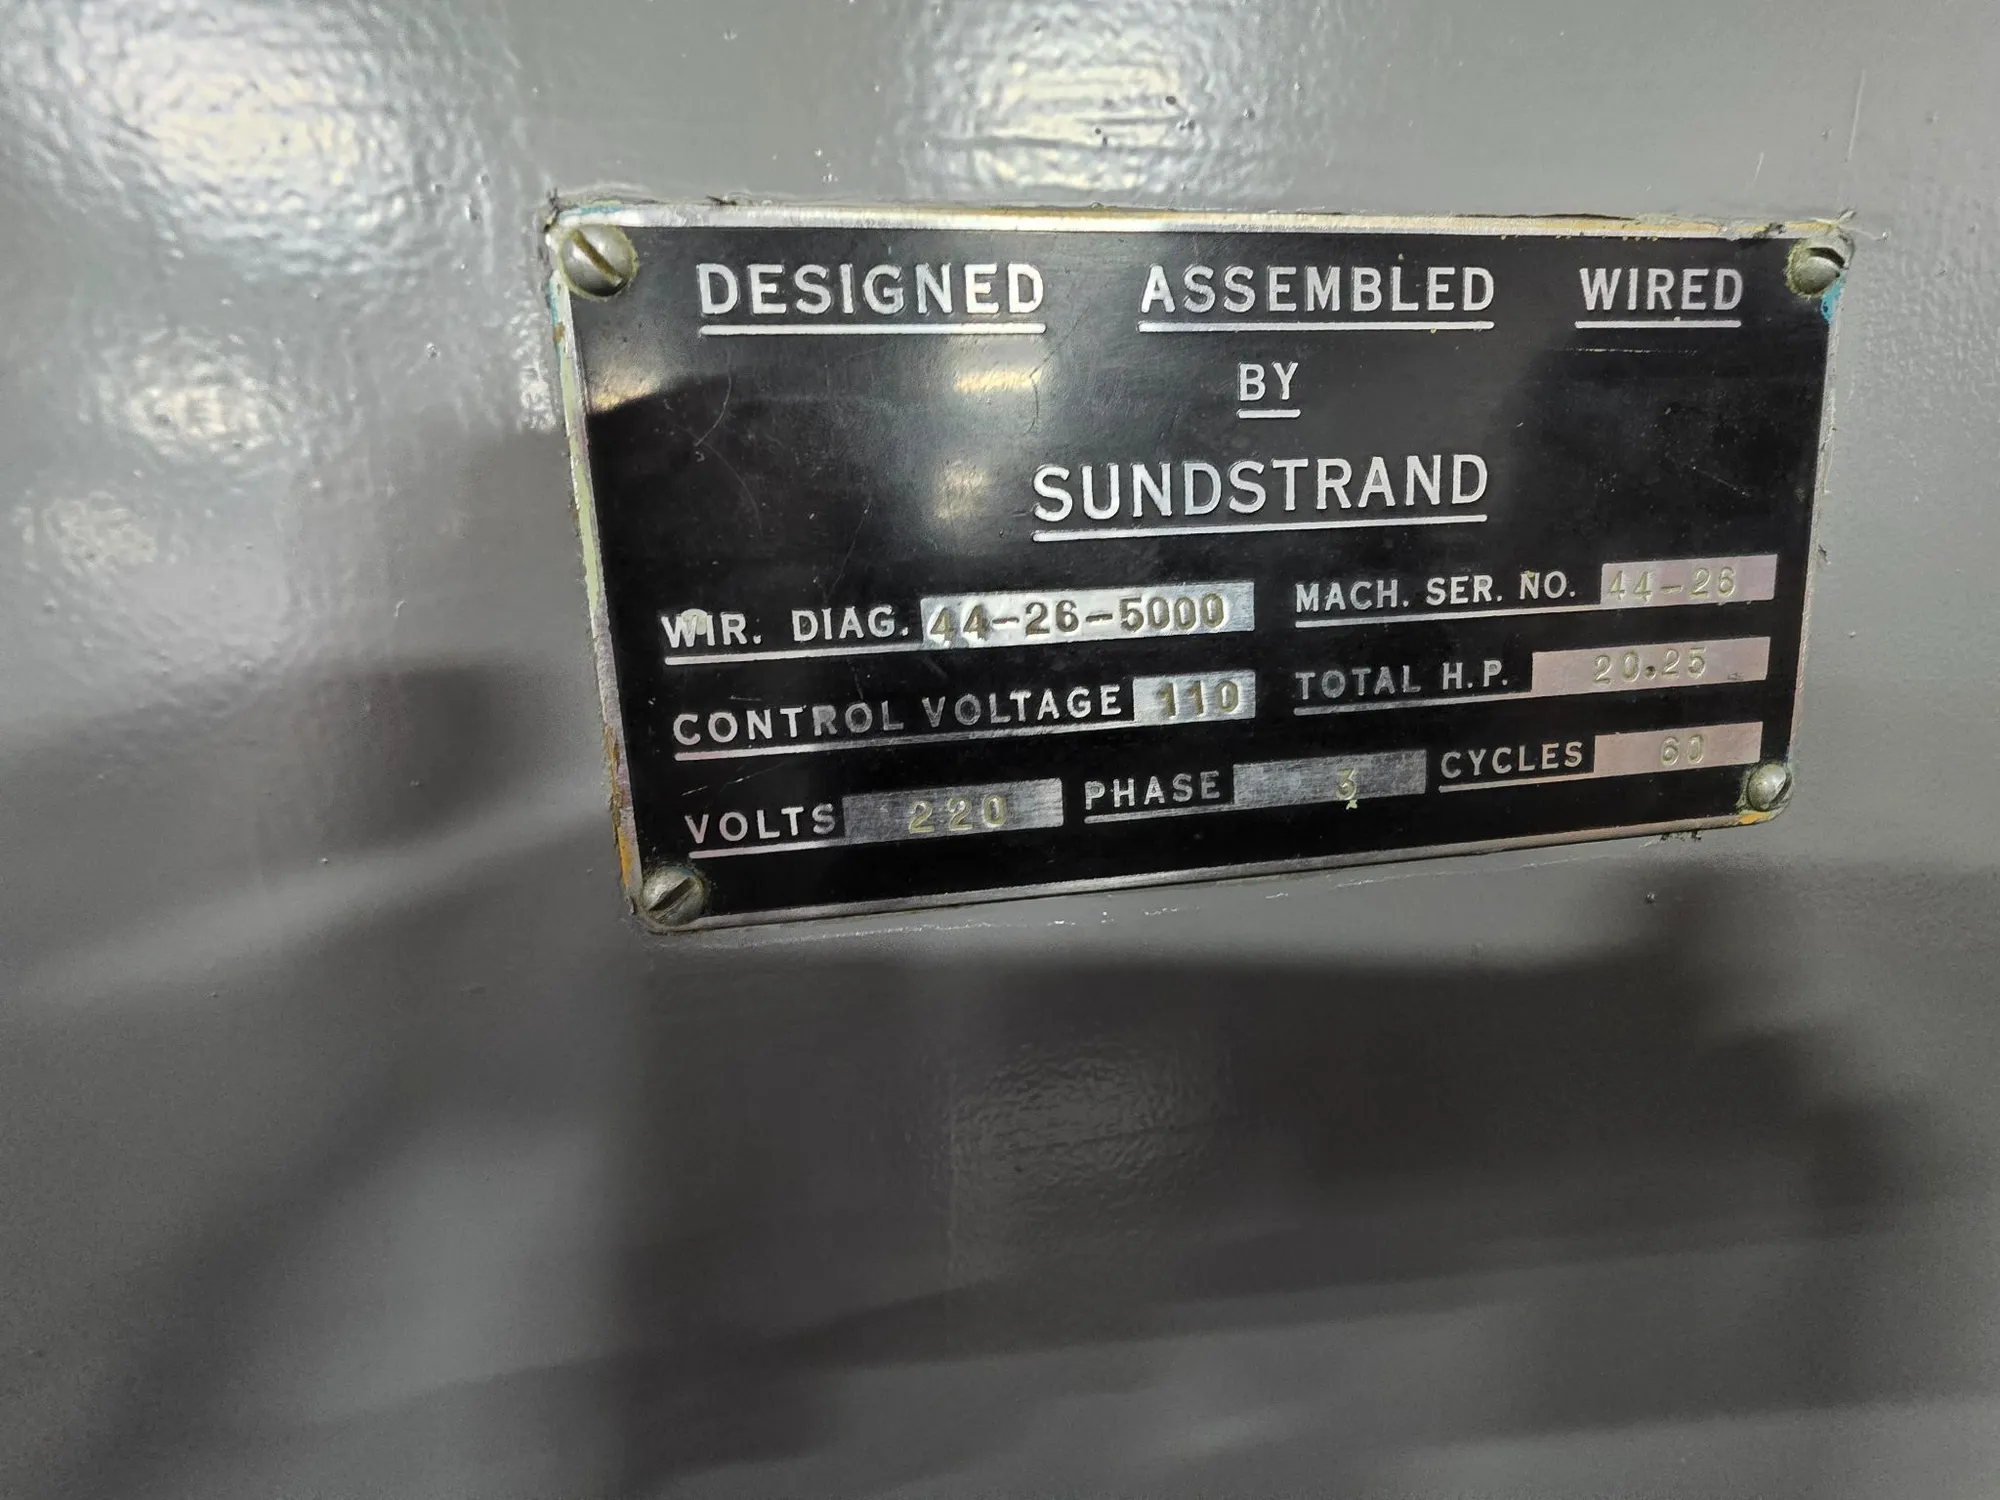 DESIGNED ASSEMBLED WIRED
BY
SUNDSTRAND
WIR. DIAG. 44-26-5000 MACH. SER. NO. 44-26
CONTROL VOLTAGE 110 TOTAL H.P. 20.25
VOLTS 220 PHASE 3 CYCLES 60